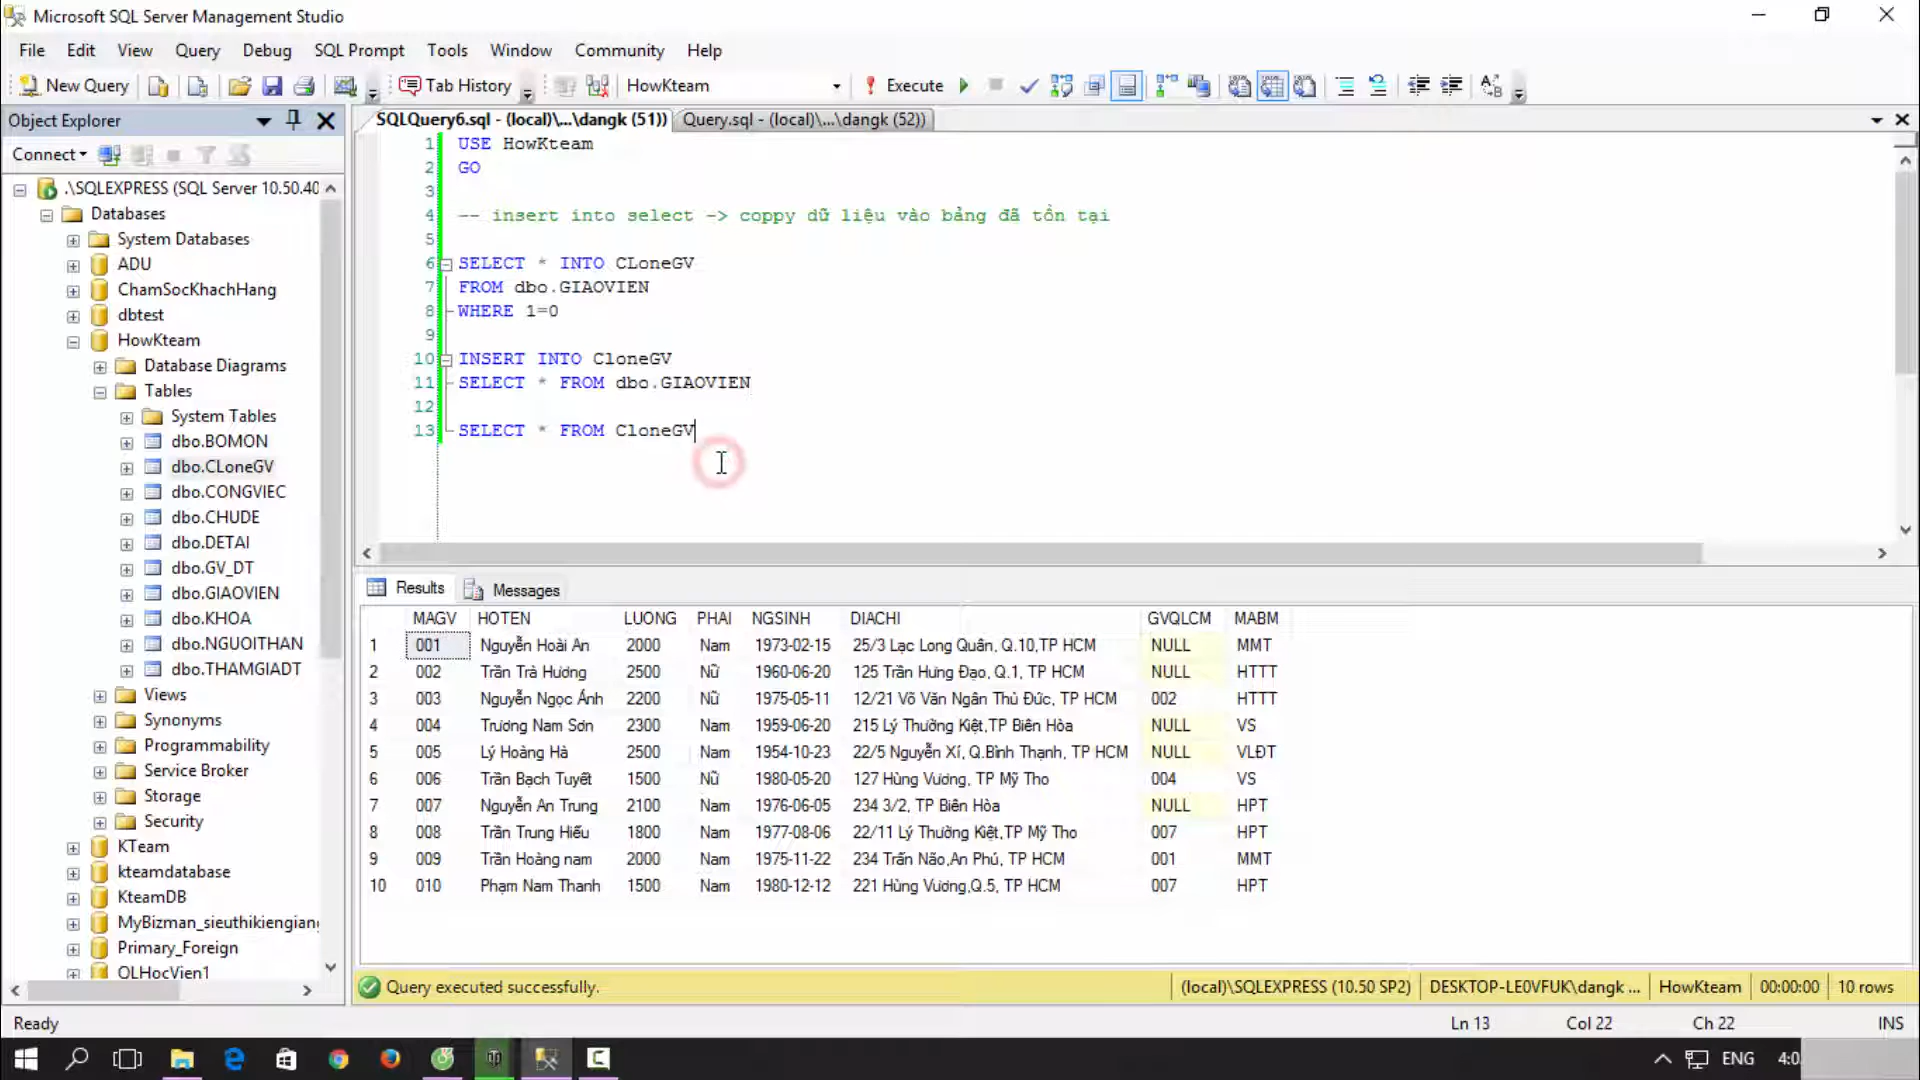 Microsoft SQL Server Management Studio
File Edit View Query Debug SQL Prompt Tools Window Community Help
New Query Tab History HowKteam Execute
Object Explorer
Connect
.\SQLEXPRESS (SQL Server 10.50.40
Databases
System Databases
ADU
ChamSocKhachHang
dbtest
HowKteam
Database Diagrams
Tables
System Tables
dbo.BOMON
dbo.CLoneGV
dbo.CONGVIEC
dbo.CHUDE
dbo.DETAI
dbo.GV_DT
dbo.GIAOVIEN
dbo.KHOA
dbo.NGUOITHAN
dbo.THAMGIADT
Views
Synonyms
Programmability
Service Broker
Storage
Security
KTeam
kteamdatabase
KteamDB
MyBizman_sieuthikiengiang
Primary_Foreign
QLHocVien1
SQLQuery6.sql - (local)\...\dangk (51)) Query.sql - (local)\...\dangk (52))
1 USE HowKteam
2 GO
3
4 -- insert into select -> coppy dữ liệu vào bảng đã tồn tại
5
6 SELECT * INTO CLoneGV
7 FROM dbo.GIAOVIEN
8 WHERE 1=0
9
10 INSERT INTO CloneGV
11 SELECT * FROM dbo.GIAOVIEN
12
13 SELECT * FROM CloneGV
Results Messages
MAGV HOTEN LUONG PHAI NGSINH DIACHI GVQLCM MABM
1 001 Nguyễn Hoài An 2000 Nam 1973-02-15 25/3 Lạc Long Quân, Q.10,TP HCM NULL MMT
2 002 Trần Trà Hương 2500 Nữ 1960-06-20 125 Trần Hưng Đạo, Q.1, TP HCM NULL HTTT
3 003 Nguyễn Ngọc Ánh 2200 Nữ 1975-05-11 12/21 Võ Văn Ngân Thủ Đức, TP HCM 002 HTTT
4 004 Trương Nam Sơn 2300 Nam 1959-06-20 215 Lý Thường Kiệt,TP Biên Hòa NULL VS
5 005 Lý Hoàng Hà 2500 Nam 1954-10-23 22/5 Nguyễn Xí, Q.Bình Thạnh, TP HCM NULL VLĐT
6 006 Trần Bạch Tuyết 1500 Nữ 1980-05-20 127 Hùng Vương, TP Mỹ Tho 004 VS
7 007 Nguyễn An Trung 2100 Nam 1976-06-05 234 3/2, TP Biên Hòa NULL HPT
8 008 Trần Trung Hiếu 1800 Nam 1977-08-06 22/11 Lý Thường Kiệt,TP Mỹ Tho 007 HPT
9 009 Trần Hoàng nam 2000 Nam 1975-11-22 234 Trấn Não,An Phú, TP HCM 001 MMT
10 010 Phạm Nam Thanh 1500 Nam 1980-12-12 221 Hùng Vương,Q.5, TP HCM 007 HPT
Query executed successfully. (local)\SQLEXPRESS (10.50 SP2) DESKTOP-LE0VFUK\dangk ... HowKteam 00:00:00 10 rows
Ready Ln 13 Col 22 Ch 22 INS
ENG